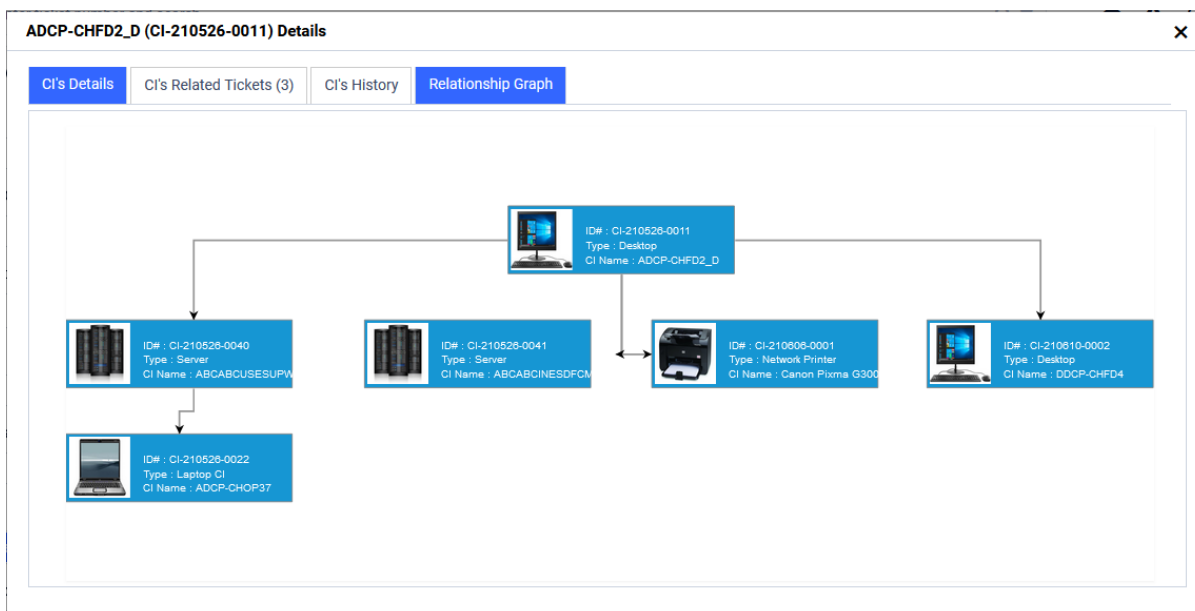 ADCP-CHFD2_D (CI-210526-0011) Details
CI's Details
CI's Related Tickets (3)
CI's History
Relationship Graph
ID# : CI-210526-0011
Type : Desktop
CI Name : ADCP-CHFD2_D
ID# : CI-210526-0040
Type : Server
CI Name : ABCABCUSESUPW
ID# : CI-210526-0041
Type : Server
CI Name : ABCABCINESDFCM
ID# : CI-210606-0001
Type : Network Printer
CI Name : Canon Pixma G300
ID# : CI-210610-0002
Type : Desktop
CI Name : DDCP-CHFD4
ID# : CI-210526-0022
Type : Laptop CI
CI Name : ADCP-CHOP37